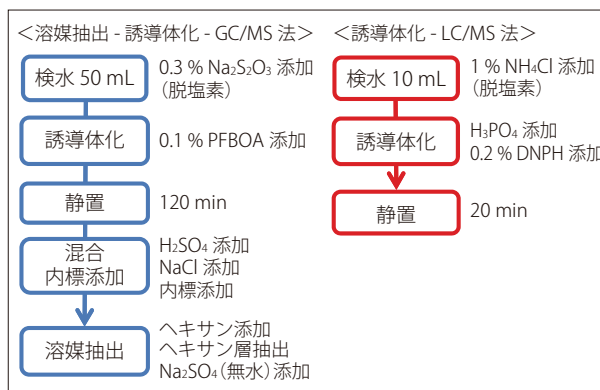 <溶媒抽出 - 誘導体化 - GC/MS 法>
検水 50 mL
0.3 % Na₂S₂O₃ 添加
(脱塩素)
誘導体化
0.1 % PFBOA 添加
静置
120 min
混合
内標添加
H₂SO₄ 添加
NaCl 添加
内標添加
溶媒抽出
ヘキサン添加
ヘキサン層抽出
Na₂SO₄(無水)添加
<誘導体化 - LC/MS 法>
検水 10 mL
1 % NH₄Cl 添加
(脱塩素)
誘導体化
H₃PO₄ 添加
0.2 % DNPH 添加
静置
20 min